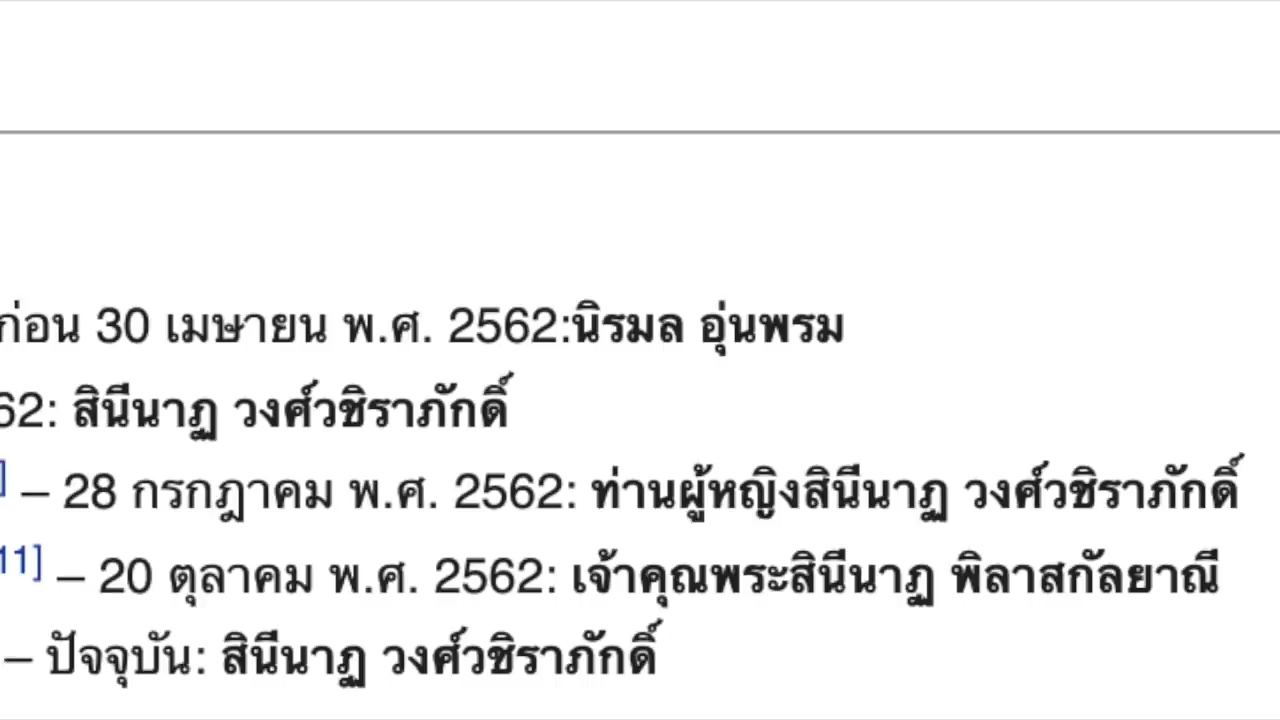 ก่อน 30 เมษายน พ.ศ. 2562:นิรมล อุ่นพรม
62: สินีนาฏ วงศ์วชิราภักดิ์
] – 28 กรกฎาคม พ.ศ. 2562: ท่านผู้หญิงสินีนาฏ วงศ์วชิราภักดิ์
11] – 20 ตุลาคม พ.ศ. 2562: เจ้าคุณพระสินีนาฏ พิลาสกัลยาณี
– ปัจจุบัน: สินีนาฏ วงศ์วชิราภักดิ์